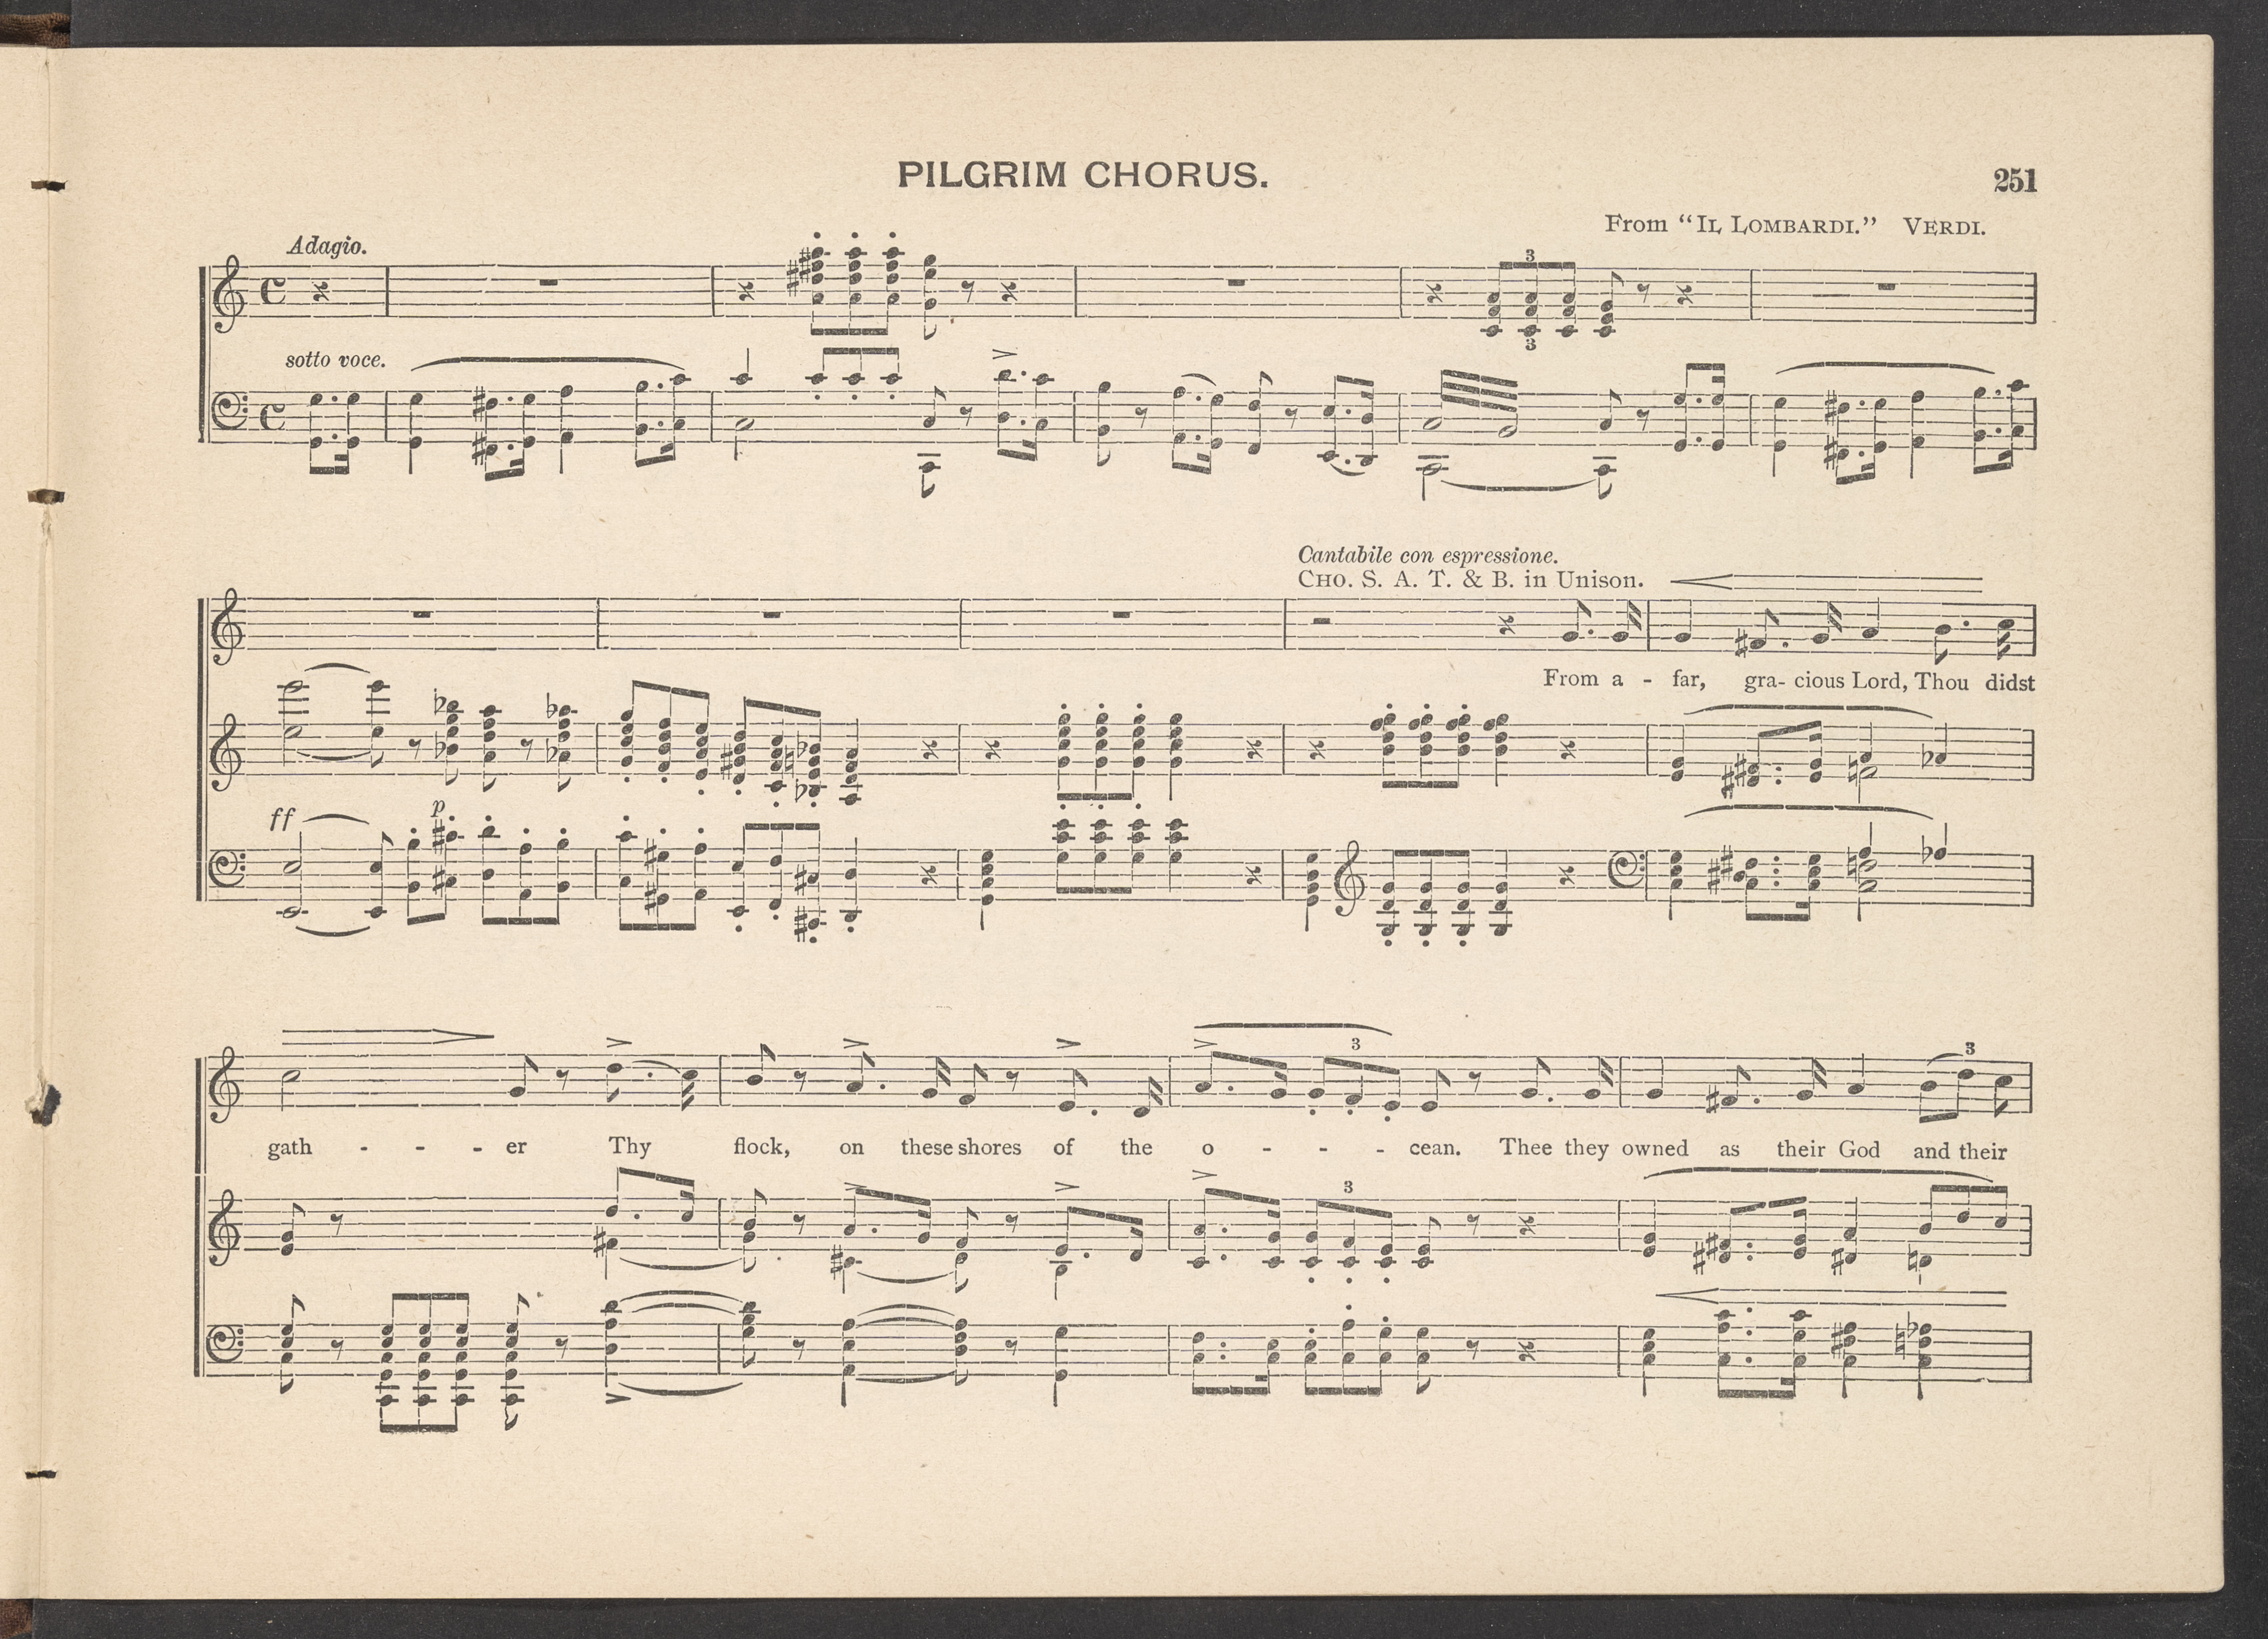 PILGRIM CHORUS.
251
From "IL LOMBARDI." VERDI.
Adagio.
3
3
sotto voce.
Cantabile con espressione.
CHO. S. A. T. & B. in Unison.
From a - far, gra- cious Lord, Thou didst
ff
p
3
3
gath - - - er Thy flock, on these shores of the o - - - cean. Thee they owned as their God and their
3